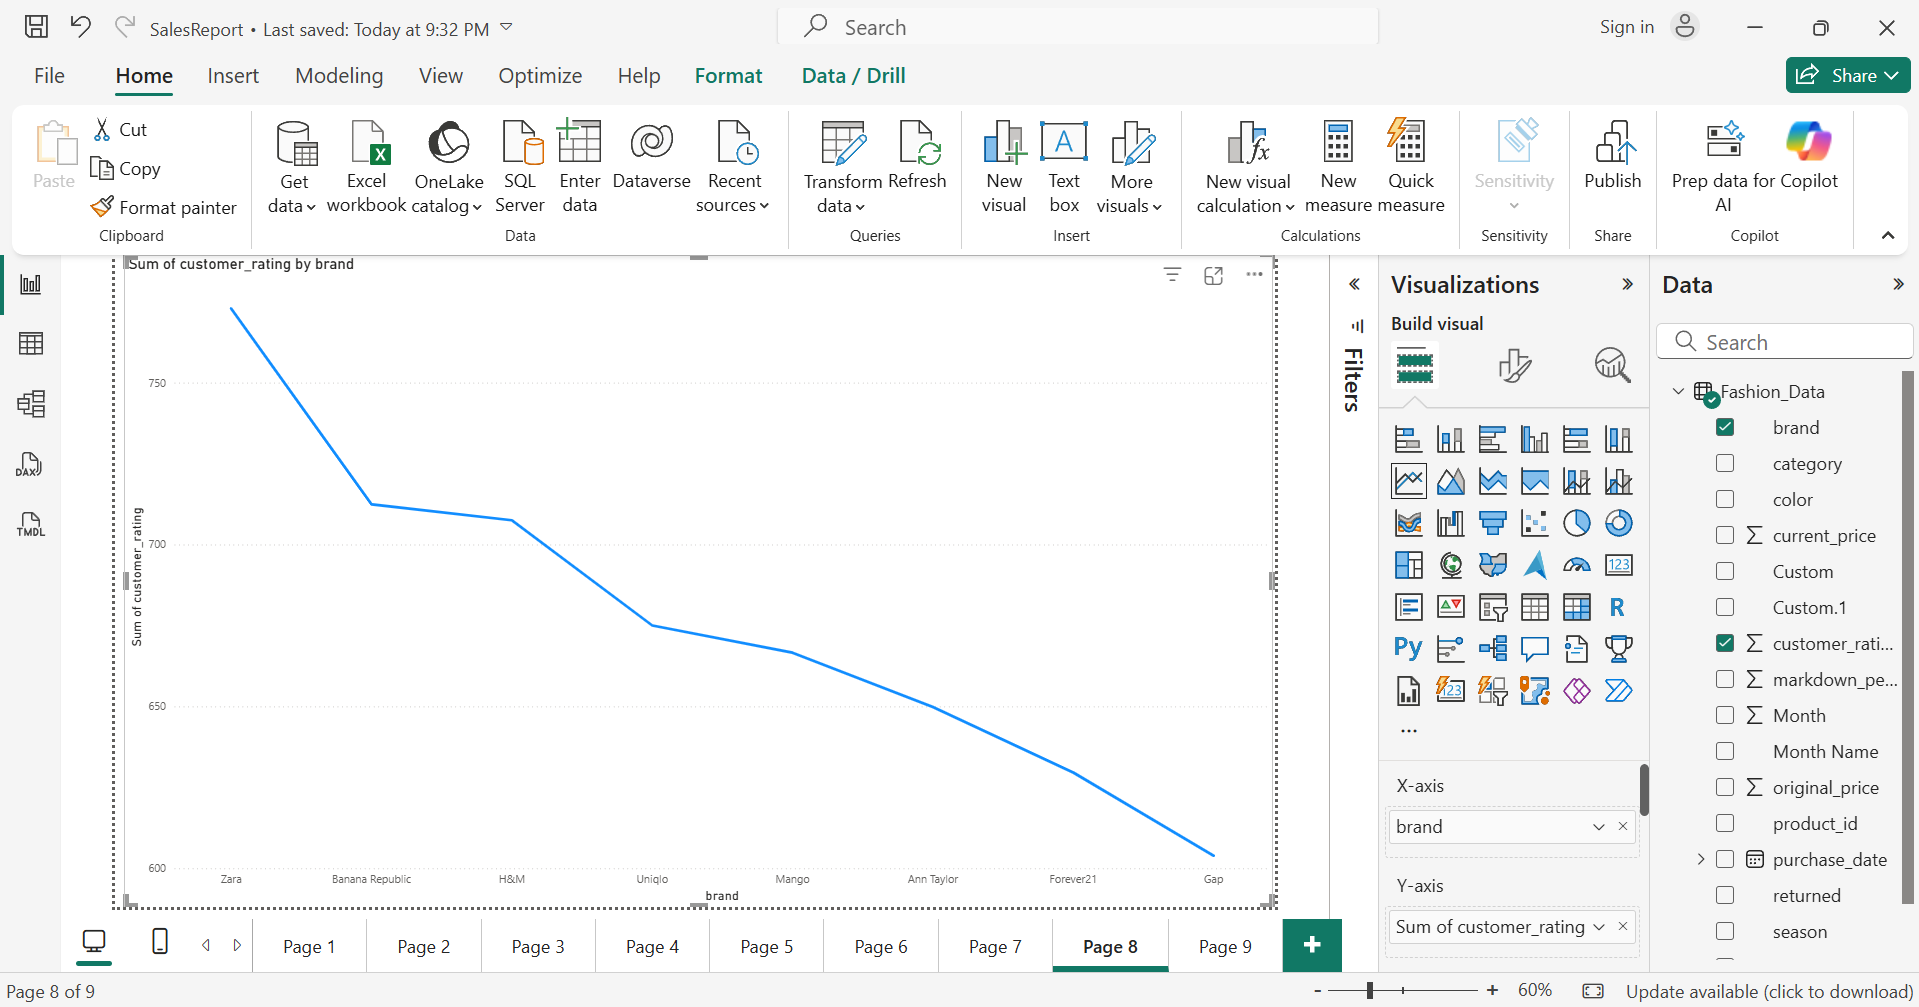 SalesReport • Last saved: Today at 9:32 PM
Search
Sign in
File
Home
Insert
Modeling
View
Optimize
Help
Format
Data / Drill
Share
Paste
Cut
Copy
Format painter
Clipboard
Get
data
Excel
workbook
OneLake
catalog
SQL
Server
Enter
data
Dataverse
Recent
sources
Data
Transform
data
Refresh
Queries
New
visual
Text
box
More
visuals
Insert
New visual
calculation
New
measure
Quick
measure
Calculations
Sensitivity
Sensitivity
Publish
Share
Prep data for
AI
Copilot
Copilot
DAX
TMDL
Sum of customer_rating by brand
750
700
650
600
Sum of customer_rating
Zara
Banana Republic
H&M
Uniqlo
Mango
Ann Taylor
Forever21
Gap
brand
Filters
Visualizations
Build visual
123
R
Py
123
X-axis
brand
Y-axis
Sum of customer_rating
Data
Search
Fashion_Data
brand
category
color
current_price
Custom
Custom.1
customer_rati...
markdown_pe...
Month
Month Name
original_price
product_id
purchase_date
returned
season
Page 1
Page 2
Page 3
Page 4
Page 5
Page 6
Page 7
Page 8
Page 9
Page 8 of 9
60%
Update available (click to download)